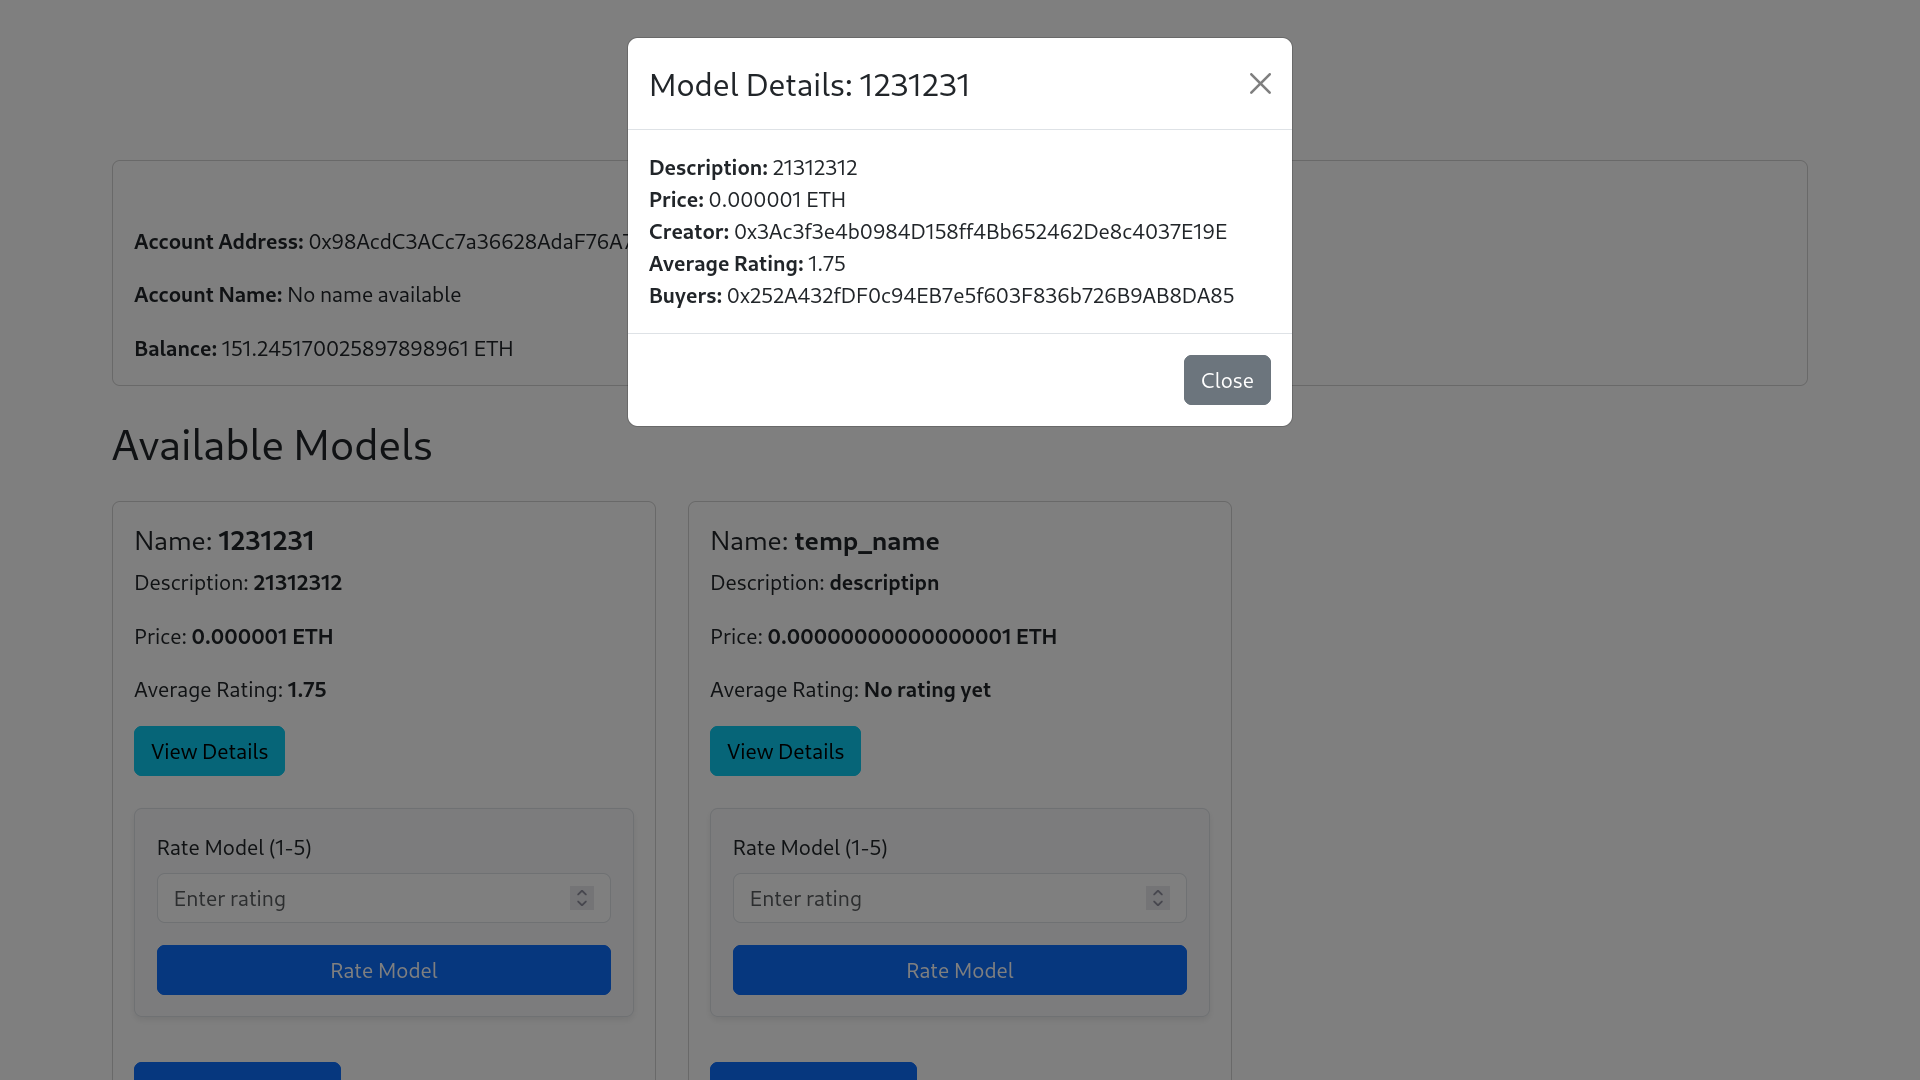 Model Details: 1231231
Description: 21312312
Price: 0.000001 ETH
Creator: 0x3Ac3f3e4b0984D158ff4Bb652462De8c4037E19E
Average Rating: 1.75
Buyers: 0x252A432fDF0c94EB7e5f603F836b726B9AB8DA85
Close
Account Address: 0x98AcdC3ACc7a36628AdaF76A7
Account Name: No name available
Balance: 151.245170025897898961 ETH
Available Models
Name: 1231231
Description: 21312312
Price: 0.000001 ETH
Average Rating: 1.75
View Details
Rate Model (1-5)
Enter rating
Rate Model
Name: temp_name
Description: descriptipn
Price: 0.00000000000000001 ETH
Average Rating: No rating yet
View Details
Rate Model (1-5)
Enter rating
Rate Model